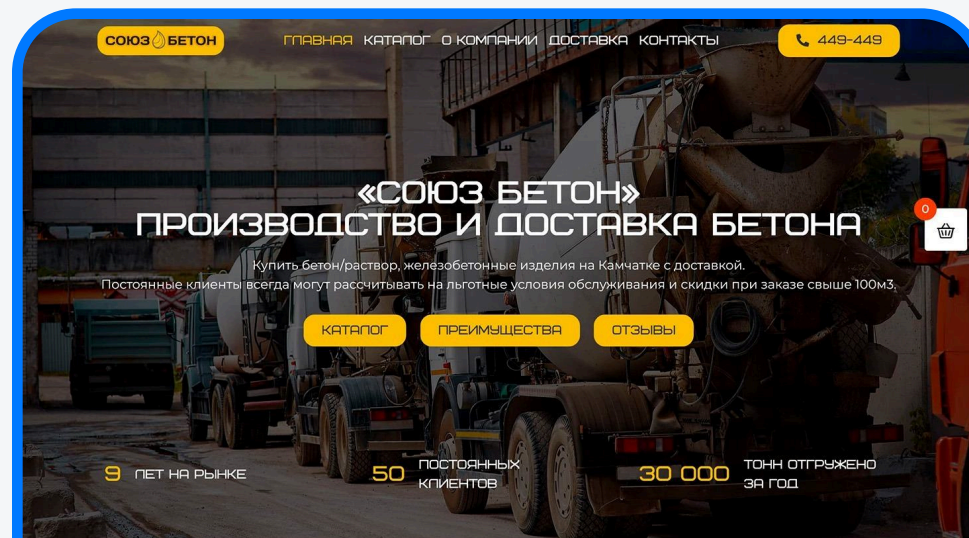 СОЮЗ БЕТОН
ГЛАВНАЯ КАТАЛОГ О КОМПАНИИ ДОСТАВКА КОНТАКТЫ
449-449
«СОЮЗ БЕТОН»
ПРОИЗВОДСТВО И ДОСТАВКА БЕТОНА
0
Купить бетон/раствор, железобетонные изделия на Камчатке с доставкой.
Постоянные клиенты всегда могут рассчитывать на льготные условия обслуживания и скидки при заказе свыше 100м3.
КАТАЛОГ
ПРЕИМУЩЕСТВА
ОТЗЫВЫ
9 ЛЕТ НА РЫНКЕ
50 ПОСТОЯННЫХ
КЛИЕНТОВ
30 000 ТОНН ОТГРУЖЕНО
ЗА ГОД